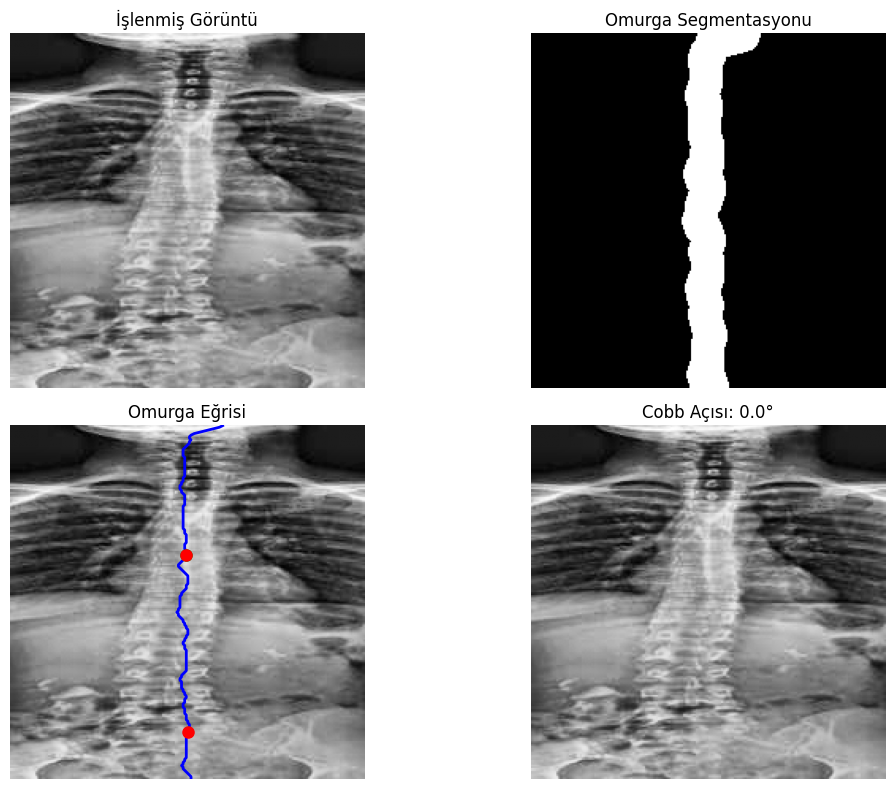 İşlenmiş Görüntü
Omurga Segmentasyonu
Omurga Eğrisi
Cobb Açısı: 0.0°